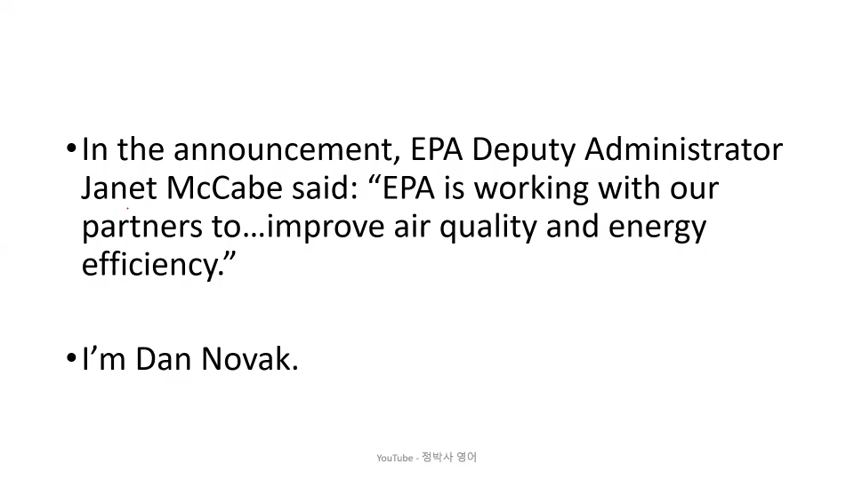 •In the announcement, EPA Deputy Administrator
Janet McCabe said: “EPA is working with our
partners to…improve air quality and energy
efficiency.”
•I’m Dan Novak.
YouTube - 정박사 영어